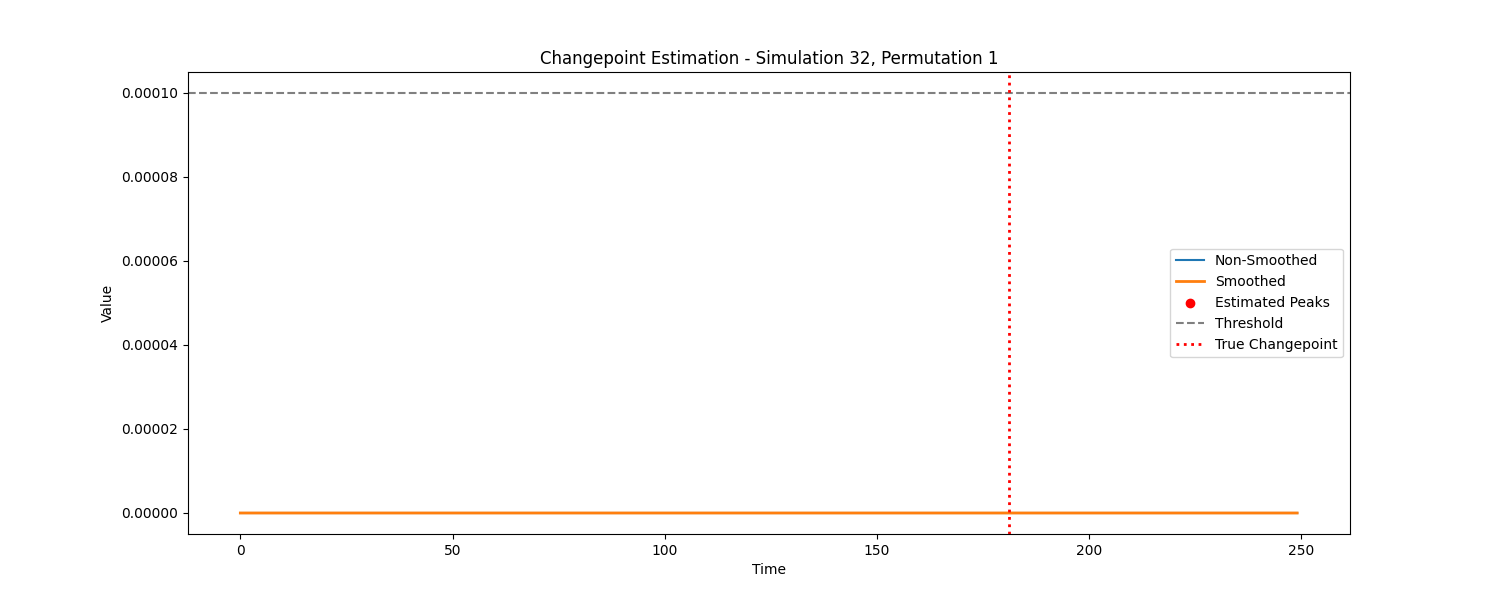 Changepoint Estimation - Simulation 32, Permutation 1
0.00010
0.00008
0.00006
0.00004
0.00002
0.00000
Value
Non-Smoothed
Smoothed
Estimated Peaks
Threshold
True Changepoint
0 50 100 150 200 250
Time